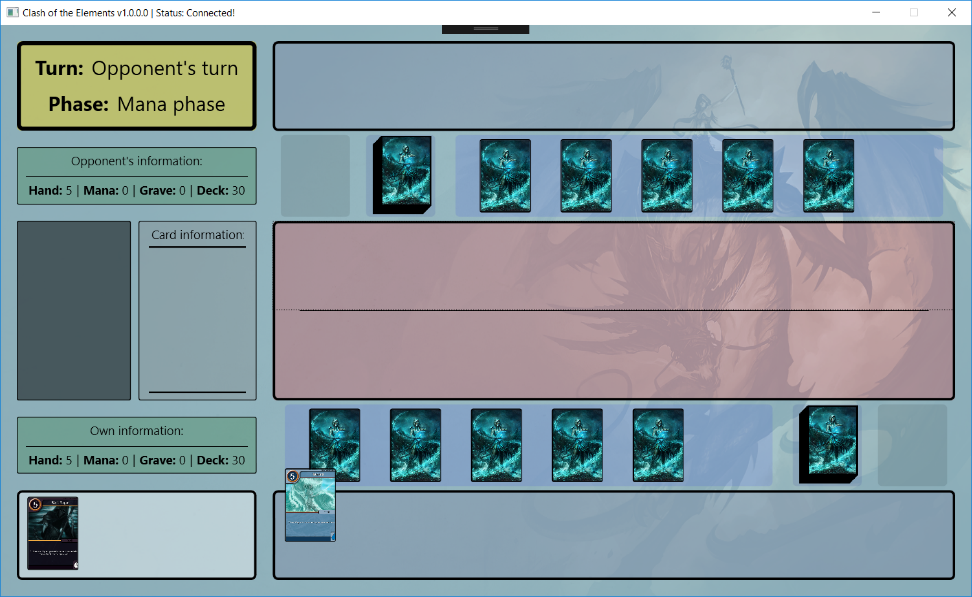 Clash of the Elements v1.0.0.0 | Status: Connected!
Turn: Opponent's turn
Phase: Mana phase
Opponent's information:
Hand: 5 | Mana: 0 | Grave: 0 | Deck: 30
Card information:
Own information:
Hand: 5 | Mana: 0 | Grave: 0 | Deck: 30